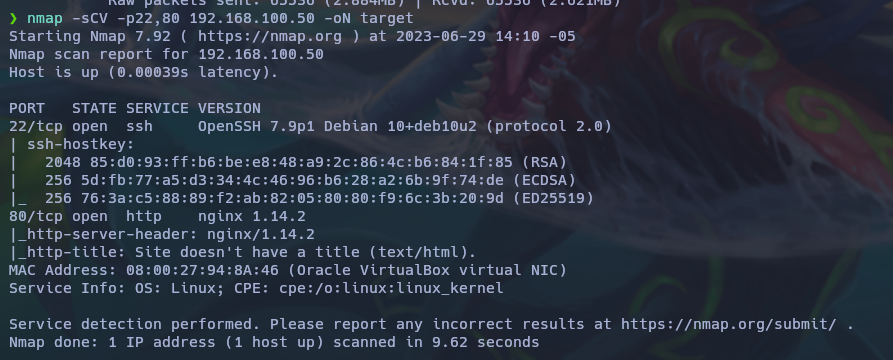 Raw packets sent: 65536 (2.884MB) | Rcvd: 65536 (2.621MB)
❯ nmap -sCV -p22,80 192.168.100.50 -oN target
Starting Nmap 7.92 ( https://nmap.org ) at 2023-06-29 14:10 -05
Nmap scan report for 192.168.100.50
Host is up (0.00039s latency).
PORT   STATE SERVICE VERSION
22/tcp open  ssh     OpenSSH 7.9p1 Debian 10+deb10u2 (protocol 2.0)
| ssh-hostkey:
|   2048 85:d0:93:ff:b6:be:e8:48:a9:2c:86:4c:b6:84:1f:85 (RSA)
|   256 5d:fb:77:a5:d3:34:4c:46:96:b6:28:a2:6b:9f:74:de (ECDSA)
|_  256 76:3a:c5:88:89:f2:ab:82:05:80:80:f9:6c:3b:20:9d (ED25519)
80/tcp open  http    nginx 1.14.2
|_http-server-header: nginx/1.14.2
|_http-title: Site doesn't have a title (text/html).
MAC Address: 08:00:27:94:8A:46 (Oracle VirtualBox virtual NIC)
Service Info: OS: Linux; CPE: cpe:/o:linux:linux_kernel
Service detection performed. Please report any incorrect results at https://nmap.org/submit/ .
Nmap done: 1 IP address (1 host up) scanned in 9.62 seconds